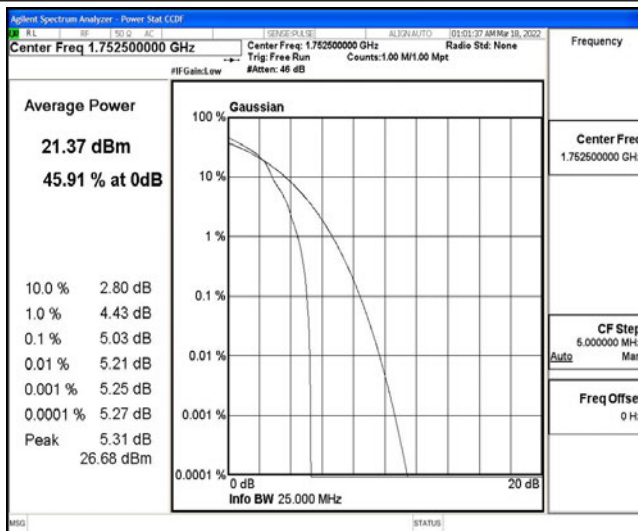 Agilent Spectrum Analyzer - Power Stat CCDF
RL RF 50 Ω AC SENSE:PULSE ALIGN AUTO 01:01:37 AM Mar 18, 2022
Center Freq 1.752500000 GHz
Center Freq: 1.752500000 GHz Radio Std: None
Trig: Free Run Counts:1.00 M/1.00 Mpt
#IFGain:Low #Atten: 46 dB
Frequency
Average Power
21.37 dBm
45.91 % at 0dB
10.0 % 2.80 dB
1.0 % 4.43 dB
0.1 % 5.03 dB
0.01 % 5.21 dB
0.001 % 5.25 dB
0.0001 % 5.27 dB
Peak 5.31 dB
26.68 dBm
Gaussian
100 %
10 %
1 %
0.1 %
0.01 %
0.001 %
0.0001 %
0 dB 20 dB
Info BW 25.000 MHz
Center Freq
1.752500000 GHz
CF Step
5.000000 MHz
Auto Man
Freq Offset
0 Hz
MSG STATUS